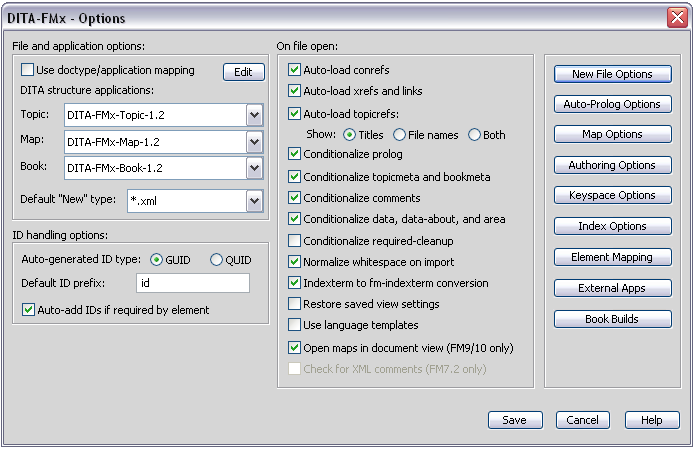 DITA-FMx - Options
File and application options:
Use doctype/application mapping
Edit
DITA structure applications:
Topic:
DITA-FMx-Topic-1.2
Map:
DITA-FMx-Map-1.2
Book:
DITA-FMx-Book-1.2
Default "New" type:
*.xml
ID handling options:
Auto-generated ID type:
GUID
QUID
Default ID prefix:
id
Auto-add IDs if required by element
On file open:
Auto-load conrefs
Auto-load xrefs and links
Auto-load topicrefs:
Show:
Titles
File names
Both
Conditionalize prolog
Conditionalize topicmeta and bookmeta
Conditionalize comments
Conditionalize data, data-about, and area
Conditionalize required-cleanup
Normalize whitespace on import
Indexterm to fm-indexterm conversion
Restore saved view settings
Use language templates
Open maps in document view (FM9/10 only)
Check for XML comments (FM7.2 only)
New File Options
Auto-Prolog Options
Map Options
Authoring Options
Keyspace Options
Index Options
Element Mapping
External Apps
Book Builds
Save
Cancel
Help